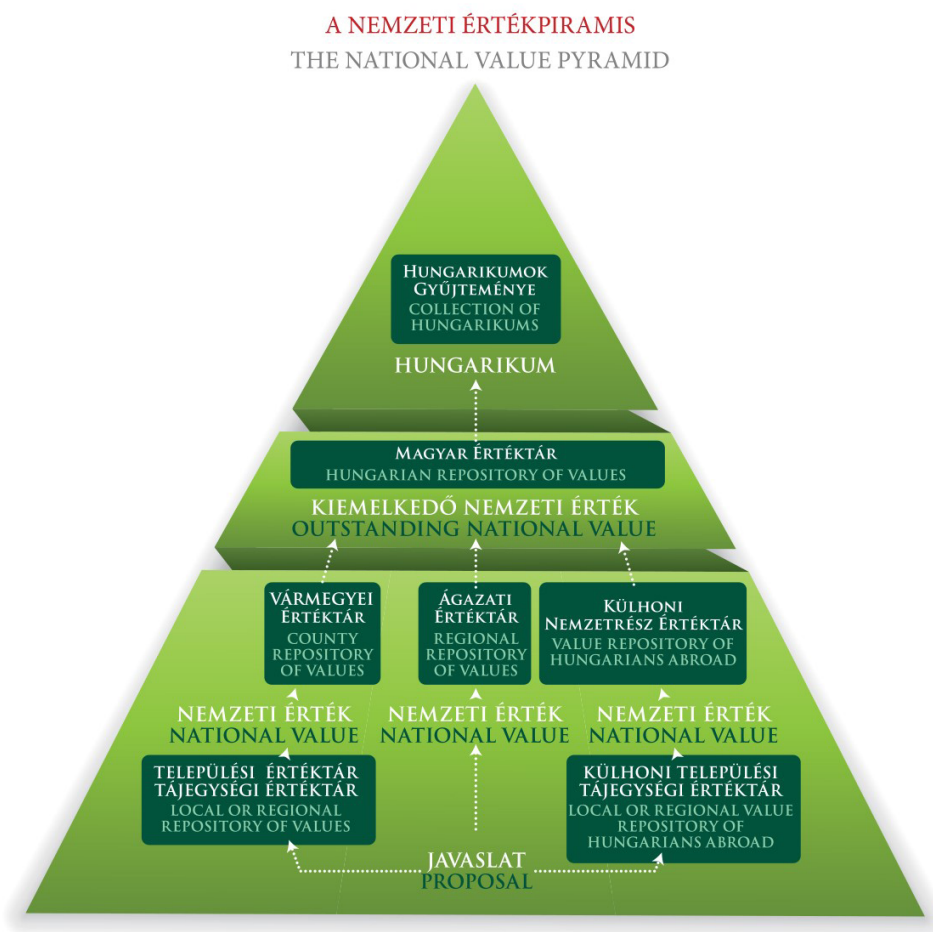 A NEMZETI ÉRTÉKPIRAMIS
THE NATIONAL VALUE PYRAMID
HUNGARIKUMOK
GYŰJTEMÉNYE
COLLECTION OF
HUNGARIKUMS
HUNGARIKUM
MAGYAR ÉRTÉKTÁR
HUNGARIAN REPOSITORY OF VALUES
KIEMELKEDŐ NEMZETI ÉRTÉK
OUTSTANDING NATIONAL VALUE
VÁRMEGYEI
ÉRTÉKTÁR
COUNTY
REPOSITORY
OF VALUES
ÁGAZATI
ÉRTÉKTÁR
REGIONAL
REPOSITORY
OF VALUES
KÜLHONI
NEMZETRÉSZ ÉRTÉKTÁR
VALUE REPOSITORY OF
HUNGARIANS ABROAD
NEMZETI ÉRTÉK
NATIONAL VALUE
NEMZETI ÉRTÉK
NATIONAL VALUE
NEMZETI ÉRTÉK
NATIONAL VALUE
TELEPÜLÉSI ÉRTÉKTÁR
TÁJEGYSÉGI ÉRTÉKTÁR
LOCAL OR REGIONAL
REPOSITORY OF VALUES
KÜLHONI TELEPÜLÉSI
TÁJEGYSÉGI ÉRTÉKTÁR
LOCAL OR REGIONAL VALUE
REPOSITORY OF
HUNGARIANS ABROAD
JAVASLAT
PROPOSAL